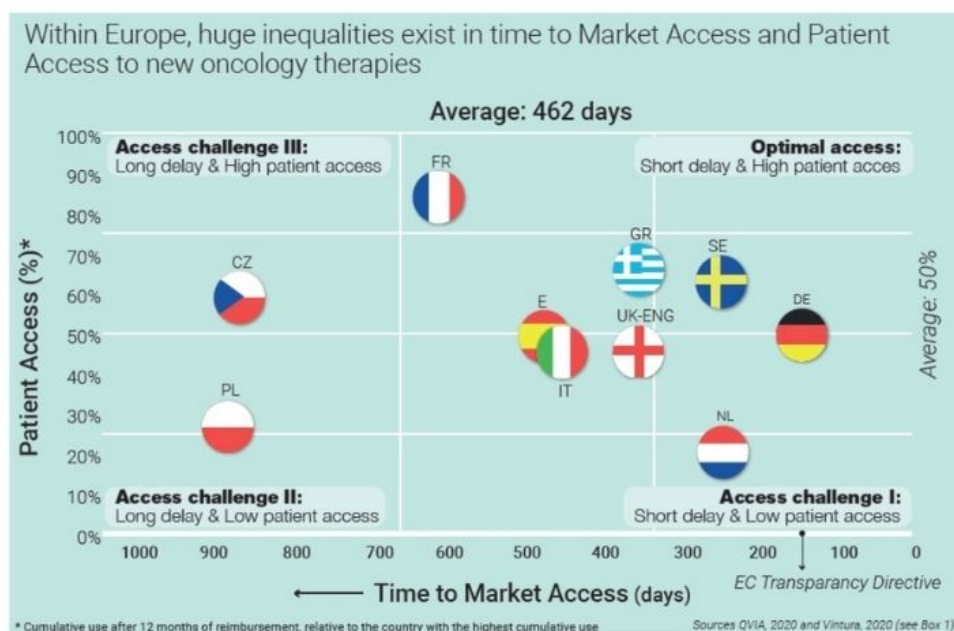 Within Europe, huge inequalities exist in time to Market Access and Patient
Access to new oncology therapies
Average: 462 days
100%
90%
80%
70%
60%
50%
40%
30%
20%
10%
0%
Patient Access (%)*
Access challenge III:
Long delay & High patient access
Optimal access:
Short delay & High patient acces
FR
GR
SE
CZ
E
UK-ENG
DE
IT
PL
NL
Average: 50%
Access challenge II:
Long delay & Low patient access
Access challenge I:
Short delay & Low patient access
1000
900
800
700
600
500
400
300
200
100
0
EC Transparancy Directive
Time to Market Access (days)
* Cumulative use after 12 months of reimbursement, relative to the country with the highest cumulative use
Sources QVIA, 2020 and Vintura, 2020 (see Box 1)